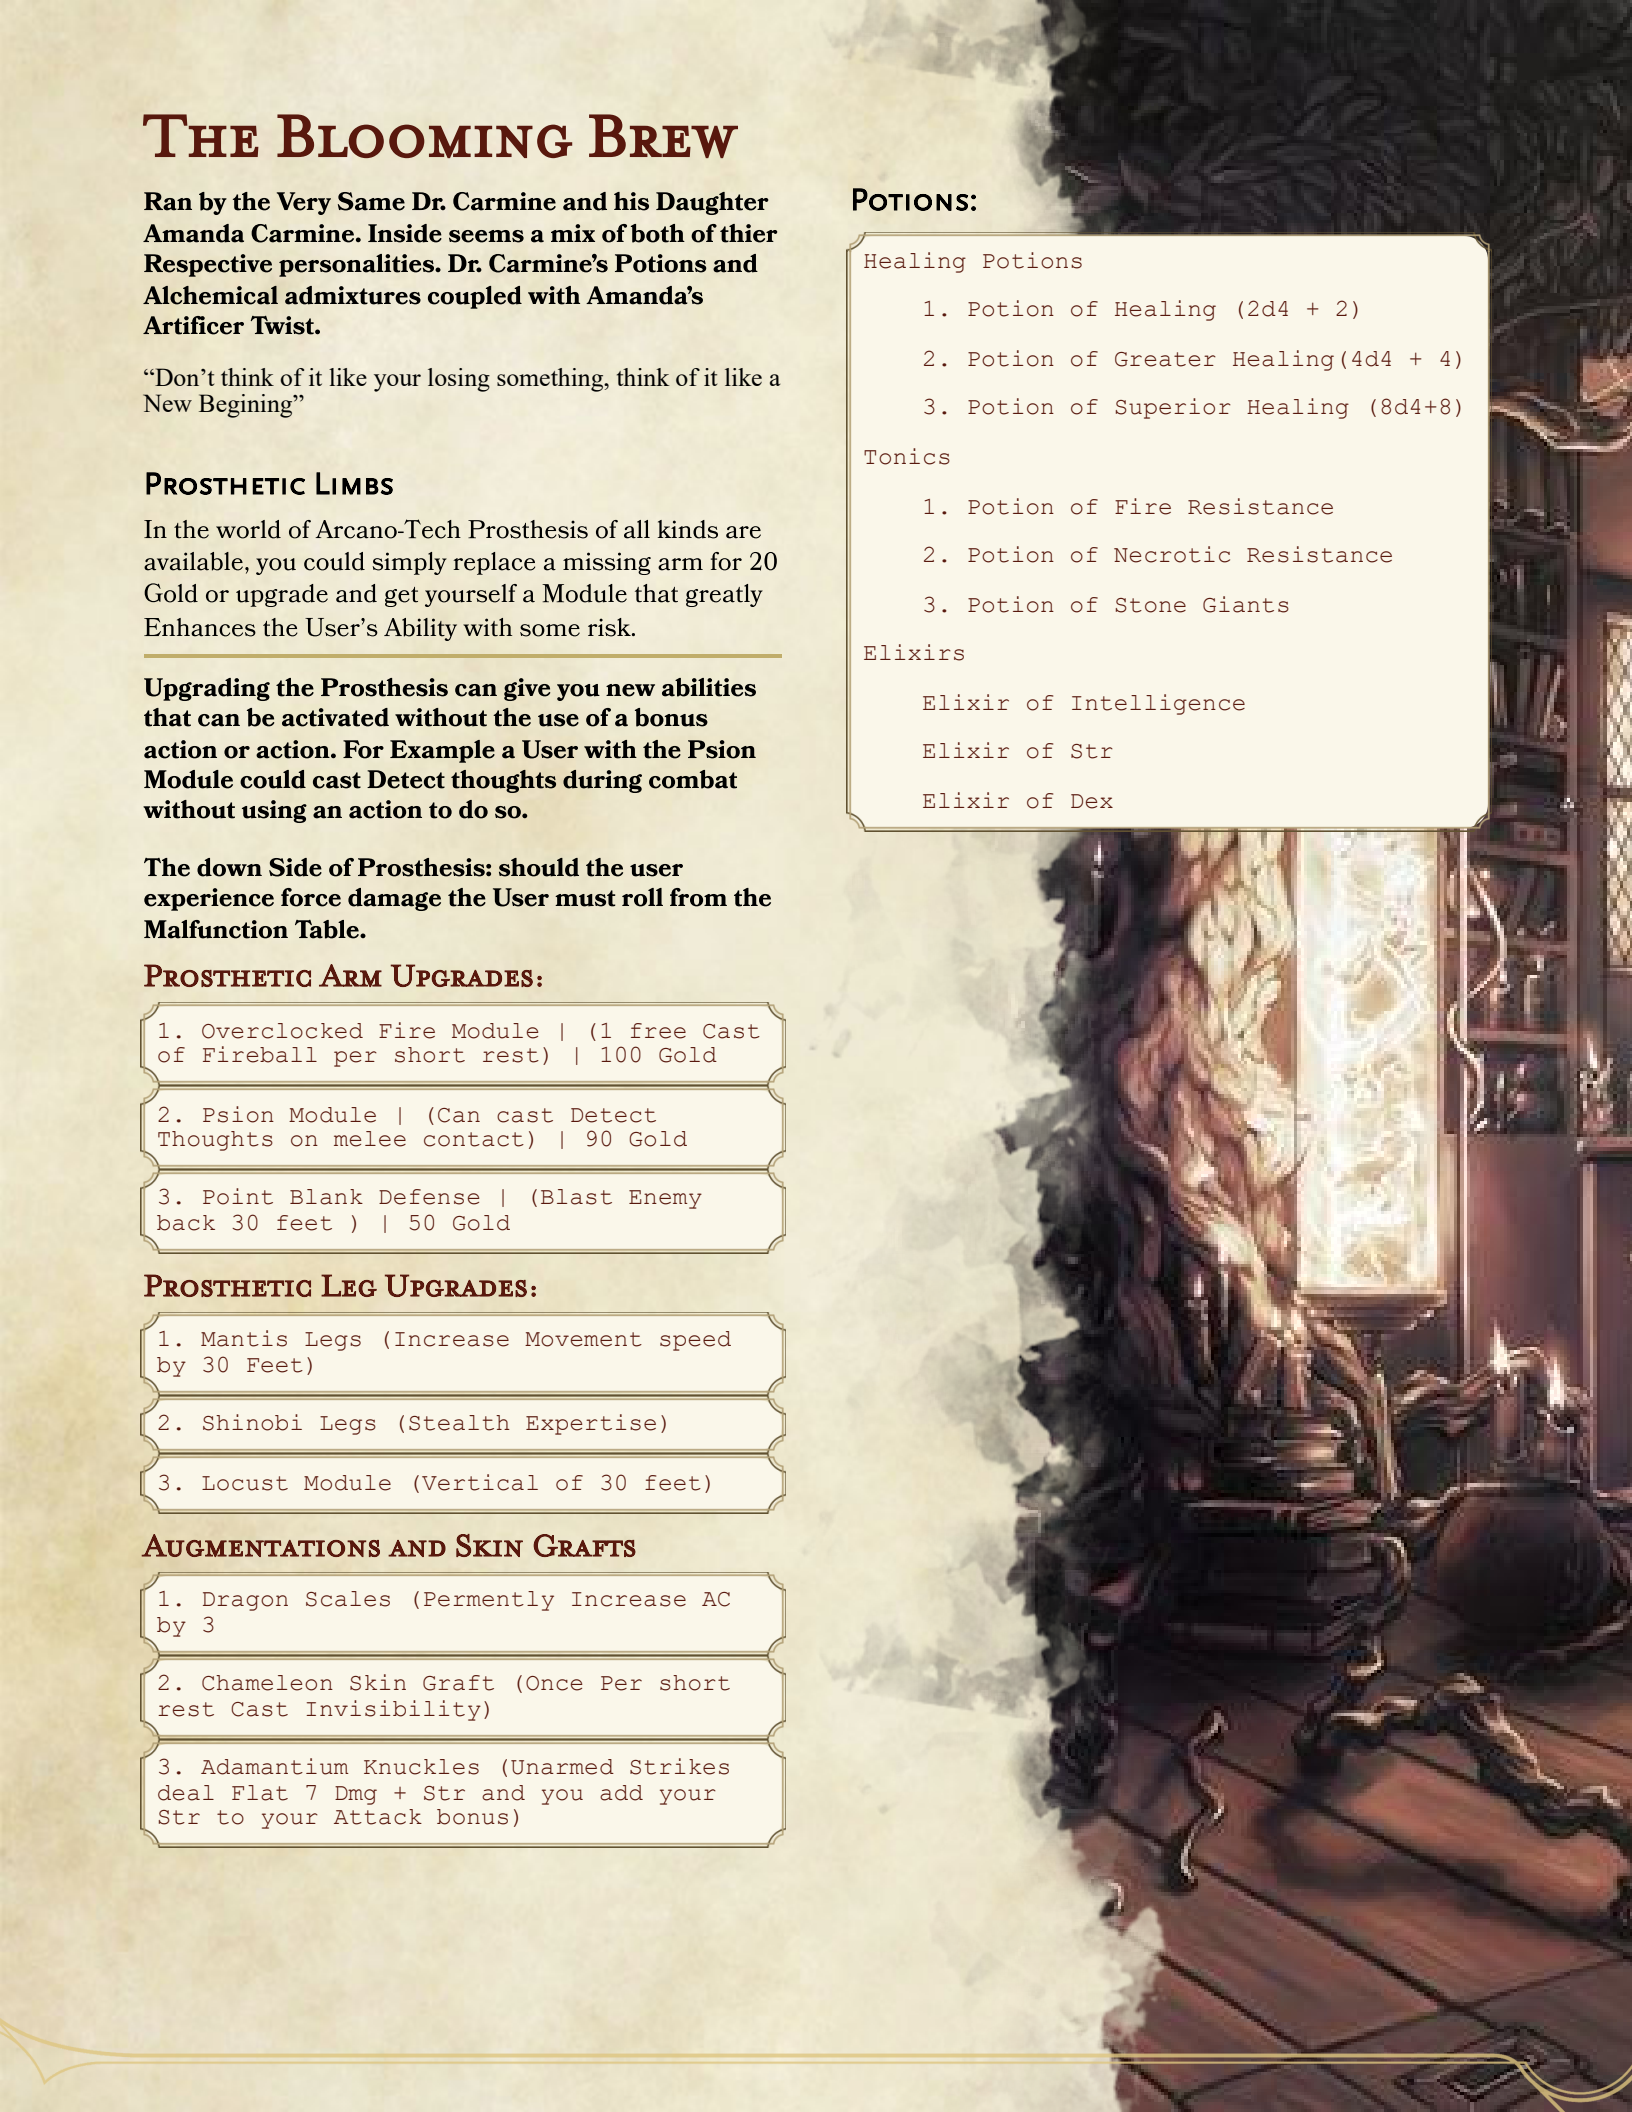 The Blooming Brew
Ran by the Very Same Dr. Carmine and his Daughter
Amanda Carmine. Inside seems a mix of both of thier
Respective personalities. Dr. Carmine's Potions and
Alchemical admixtures coupled with Amanda's
Artificer Twist.
“Don't think of it like your losing something, think of it like a
New Begining”
Prosthetic Limbs
In the world of Arcano-Tech Prosthesis of all kinds are
available, you could simply replace a missing arm for 20
Gold or upgrade and get yourself a Module that greatly
Enhances the User's Ability with some risk.
Upgrading the Prosthesis can give you new abilities
that can be activated without the use of a bonus
action or action. For Example a User with the Psion
Module could cast Detect thoughts during combat
without using an action to do so.
The down Side of Prosthesis: should the user
experience force damage the User must roll from the
Malfunction Table.
Prosthetic Arm Upgrades:
1. Overclocked Fire Module | (1 free Cast
of Fireball per short rest) | 100 Gold
2. Psion Module | (Can cast Detect
Thoughts on melee contact) | 90 Gold
3. Point Blank Defense | (Blast Enemy
back 30 feet ) | 50 Gold
Prosthetic Leg Upgrades:
1. Mantis Legs (Increase Movement speed
by 30 Feet)
2. Shinobi Legs (Stealth Expertise)
3. Locust Module (Vertical of 30 feet)
Augmentations and Skin Grafts
1. Dragon Scales (Permently Increase AC
by 3
2. Chameleon Skin Graft (Once Per short
rest Cast Invisibility)
3. Adamantium Knuckles (Unarmed Strikes
deal Flat 7 Dmg + Str and you add your
Str to your Attack bonus)
Potions:
Healing Potions
1. Potion of Healing (2d4 + 2)
2. Potion of Greater Healing(4d4 + 4)
3. Potion of Superior Healing (8d4+8)
Tonics
1. Potion of Fire Resistance
2. Potion of Necrotic Resistance
3. Potion of Stone Giants
Elixirs
Elixir of Intelligence
Elixir of Str
Elixir of Dex